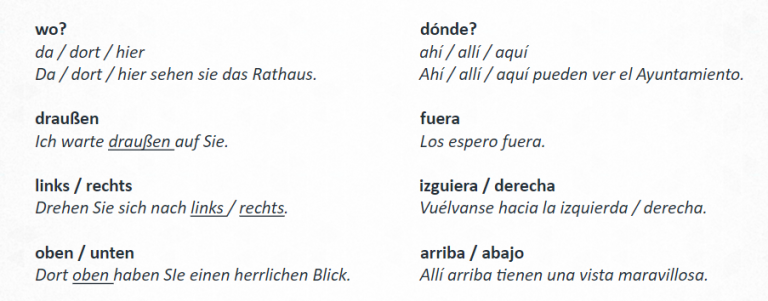 wo?
da / dort / hier
Da / dort / hier sehen sie das Rathaus.
draußen
Ich warte draußen auf Sie.
links / rechts
Drehen Sie sich nach links / rechts.
oben / unten
Dort oben haben SIe einen herrlichen Blick.
dónde?
ahí / allí / aquí
Ahí / allí / aquí pueden ver el Ayuntamiento.
fuera
Los espero fuera.
izguiera / derecha
Vuélvanse hacia la izquierda / derecha.
arriba / abajo
Allí arriba tienen una vista maravillosa.